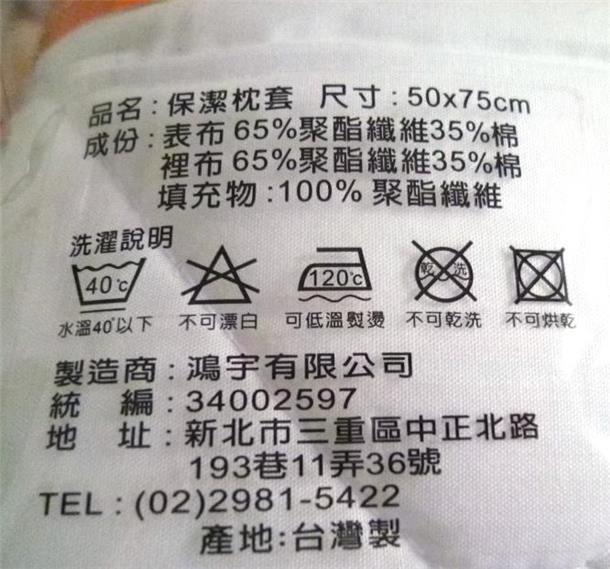 品名：保潔枕套 尺寸：50x75cm
成份：表布65%聚酯纖維35%棉
裡布65%聚酯纖維35%棉
填充物：100%聚酯纖維
洗濯說明
40℃ 120℃ 乾洗
水溫40°以下 不可漂白 可低溫熨燙 不可乾洗 不可烘乾
製造商：鴻宇有限公司
統編：34002597
地址：新北市三重區中正北路
193巷11弄36號
TEL：(02)2981-5422
產地：台灣製